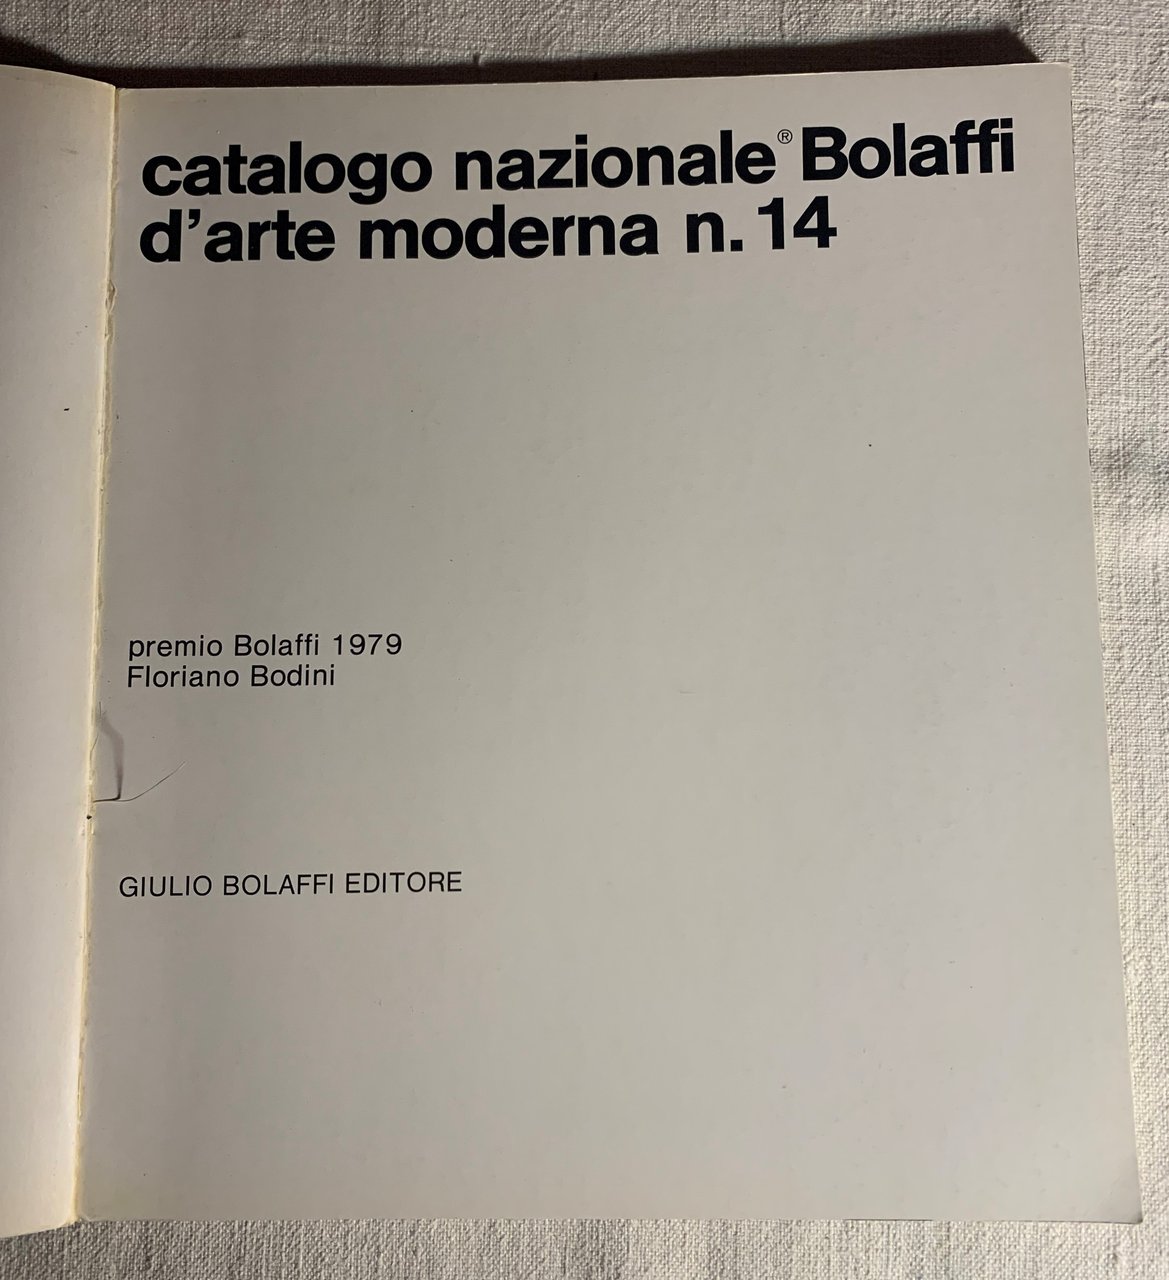 catalogo nazionale® Bolaffi
d'arte moderna n. 14
premio Bolaffi 1979
Floriano Bodini
GIULIO BOLAFFI EDITORE